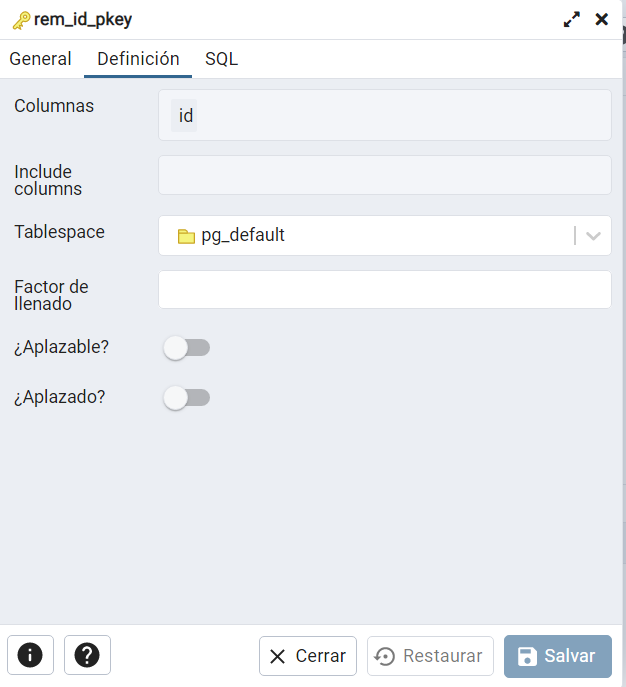 rem_id_pkey
General Definición SQL
Columnas
id
Include
columns
Tablespace
pg_default
Factor de
llenado
¿Aplazable?
¿Aplazado?
Cerrar Restaurar Salvar